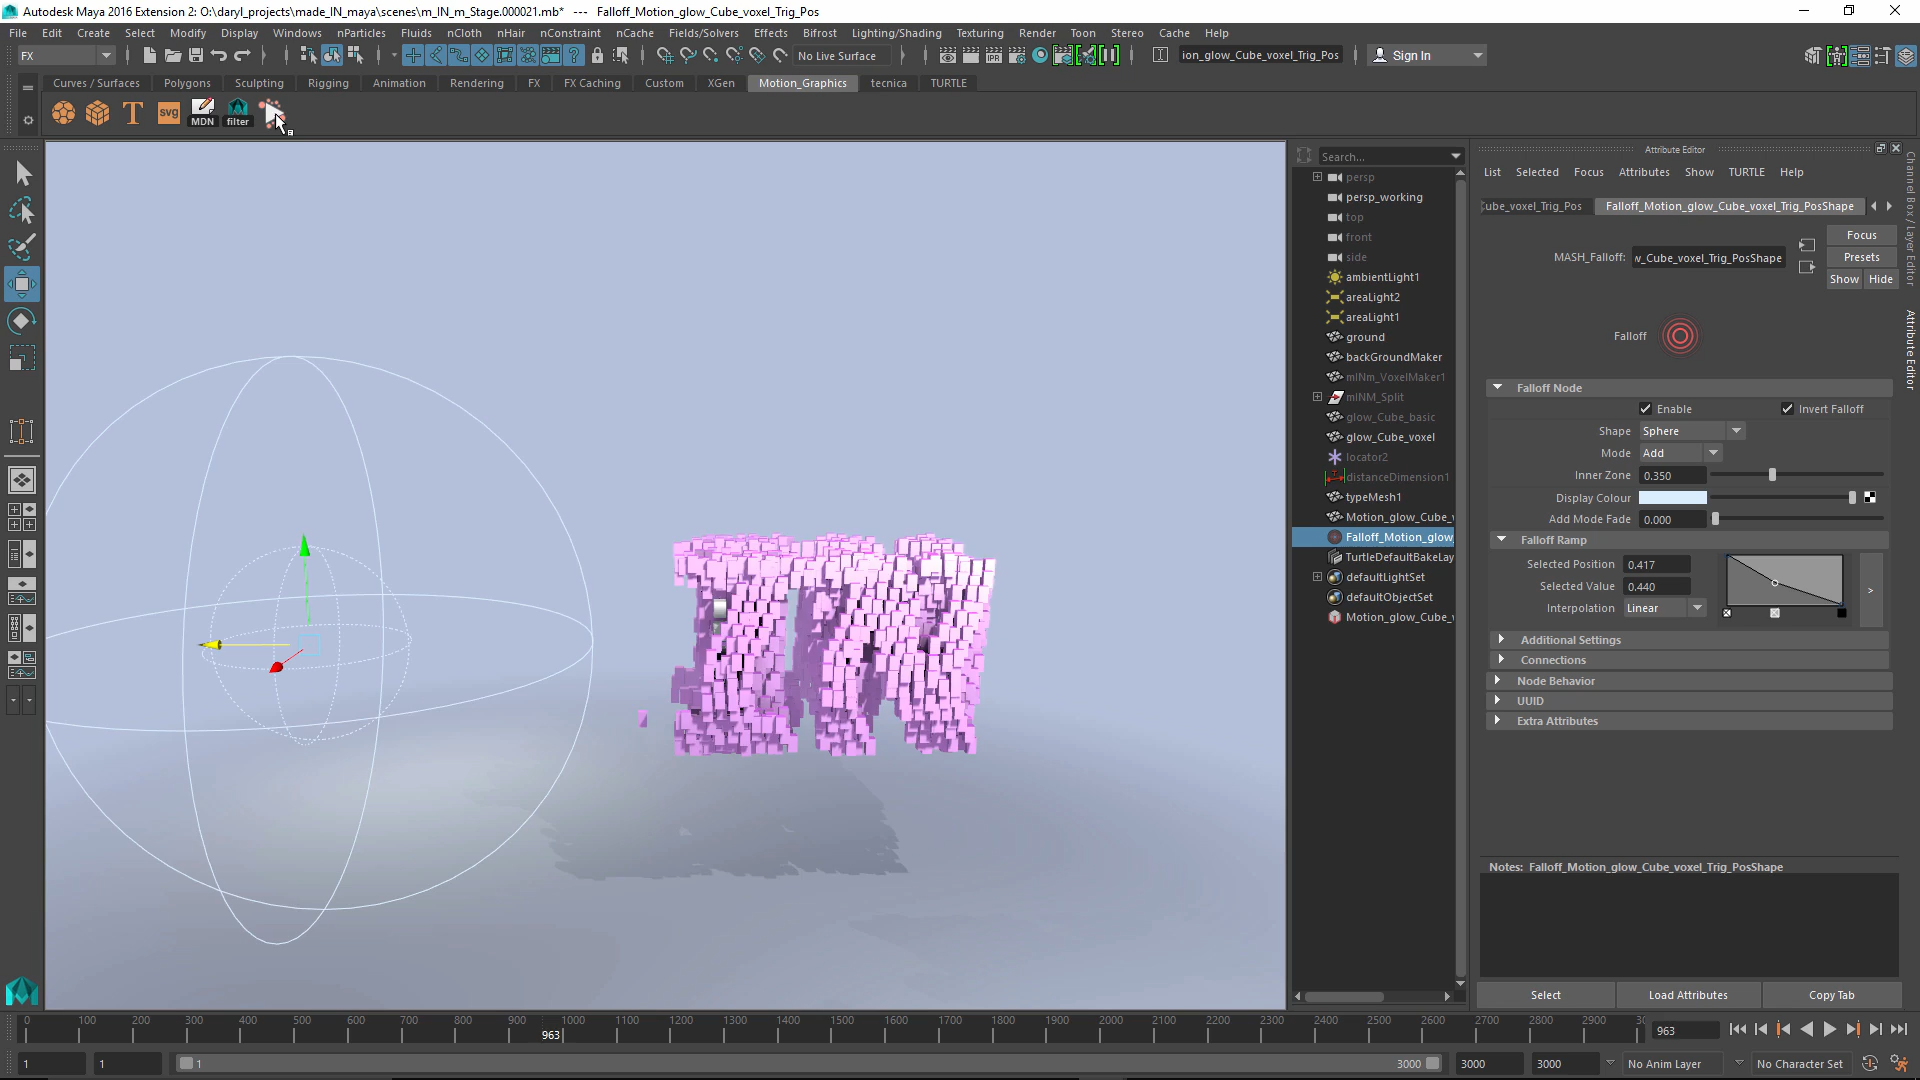 Autodesk Maya 2016 Extension 2: O:\daryl_projects\made_IN_maya\scenes\m_IN_m_Stage.000021.mb* --- Falloff_Motion_glow_Cube_voxel_Trig_Pos
File Edit Create Select Modify Display Windows nParticles Fluids nCloth nHair nConstraint nCache Fields/Solvers Effects Bifrost Lighting/Shading Texturing Render Toon Stereo Cache Help
FX No Live Surface ion_glow_Cube_voxel_Trig_Pos Sign In
Curves / Surfaces Polygons Sculpting Rigging Animation Rendering FX FX Caching Custom XGen Motion_Graphics tecnica TURTLE
T svg MDN filter
Search...
persp
persp_working
top
front
side
ambientLight1
areaLight2
areaLight1
ground
backGroundMaker
mINm_VoxelMaker1
mINM_Split
glow_Cube_basic
glow_Cube_voxel
locator2
distanceDimension1
typeMesh1
Motion_glow_Cube_
Falloff_Motion_glow_
TurtleDefaultBakeLay
defaultLightSet
defaultObjectSet
Motion_glow_Cube_
Attribute Editor
List Selected Focus Attributes Show TURTLE Help
Cube_voxel_Trig_Pos Falloff_Motion_glow_Cube_voxel_Trig_PosShape
Focus
MASH_Falloff: w_Cube_voxel_Trig_PosShape Presets
Show Hide
Falloff
Falloff Node
Enable Invert Falloff
Shape Sphere
Mode Add
Inner Zone 0.350
Display Colour
Add Mode Fade 0.000
Falloff Ramp
Selected Position 0.417
Selected Value 0.440
Interpolation Linear
>
Additional Settings
Connections
Node Behavior
UUID
Extra Attributes
Notes: Falloff_Motion_glow_Cube_voxel_Trig_PosShape
Select Load Attributes Copy Tab
Channel Box / Layer Editor
Attribute Editor
0 100 200 300 400 500 600 700 800 900 1000 1100 1200 1300 1400 1500 1600 1700 1800 1900 2000 2100 2200 2300 2400 2500 2600 2700 2800 2900 30
963 963
1 1 1 3000 3000 3000 No Anim Layer No Character Set